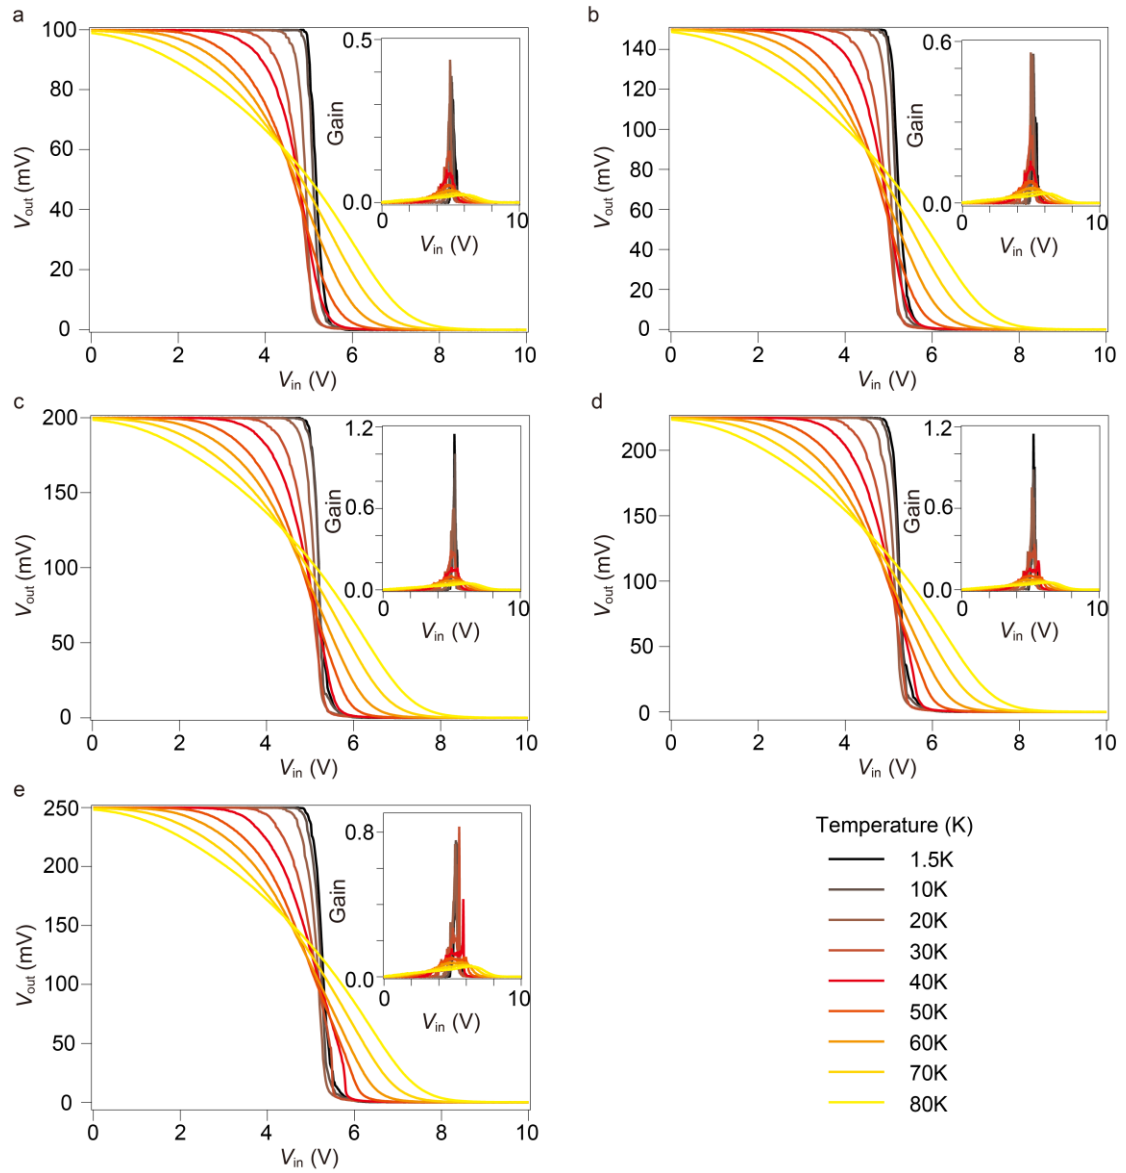 a
100
80
60
40
20
0
Vout (mV)
0 2 4 6 8 10
Vin (V)
0.5
0.0
Gain
0 10
Vin (V)
b
140
120
100
80
60
40
20
0
Vout (mV)
0 2 4 6 8 10
Vin (V)
0.6
0.0
Gain
0 10
Vin (V)
c
200
150
100
50
0
Vout (mV)
0 2 4 6 8 10
Vin (V)
1.2
0.6
0.0
Gain
0 10
Vin (V)
d
200
150
100
50
0
Vout (mV)
0 2 4 6 8 10
Vin (V)
1.2
0.6
0.0
Gain
0 10
Vin (V)
e
250
200
150
100
50
0
Vout (mV)
0 2 4 6 8 10
Vin (V)
0.8
0.0
Gain
0 10
Vin (V)
Temperature (K)
1.5K
10K
20K
30K
40K
50K
60K
70K
80K